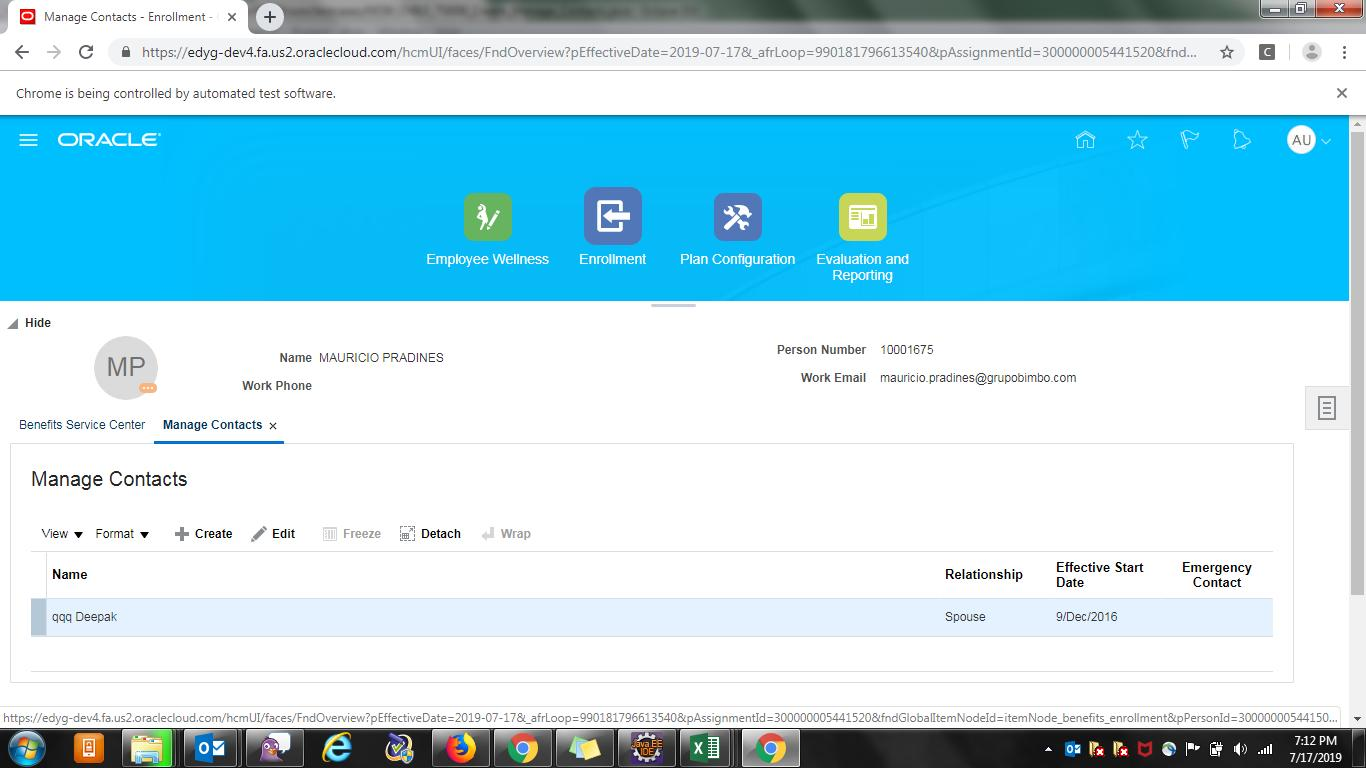 Manage Contacts - Enrollment -
https://edyg-dev4.fa.us2.oraclecloud.com/hcmUI/faces/FndOverview?pEffectiveDate=2019-07-17&_afrLoop=990181796613540&pAssignmentId=300000005441520&fnd...
C
Chrome is being controlled by automated test software.
ORACLE
AU
Employee Wellness
Enrollment
Plan Configuration
Evaluation and
Reporting
Hide
MP
Name MAURICIO PRADINES
Person Number 10001675
Work Phone
Work Email mauricio.pradines@grupobimbo.com
Benefits Service Center
Manage Contacts
Manage Contacts
View Format Create Edit Freeze Detach Wrap
Name Relationship Effective Start Date Emergency Contact
qqq Deepak Spouse 9/Dec/2016
https://edyg-dev4.fa.us2.oraclecloud.com/hcmUI/faces/FndOverview?pEffectiveDate=2019-07-17&_afrLoop=990181796613540&pAssignmentId=300000005441520&fndGlobalItemNodeId=itemNode_benefits_enrollment&pPersonId=30000000544150...
Java EE
IDE
7:12 PM
7/17/2019